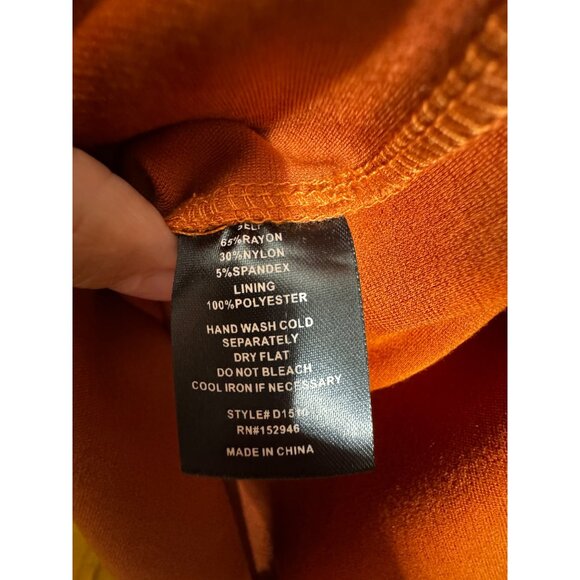 65%RAYON
30%NYLON
5%SPANDEX
LINING
100%POLYESTER
HAND WASH COLD
SEPARATELY
DRY FLAT
DO NOT BLEACH
COOL IRON IF NECESSARY
STYLE#
RN#152946
MADE IN CHINA